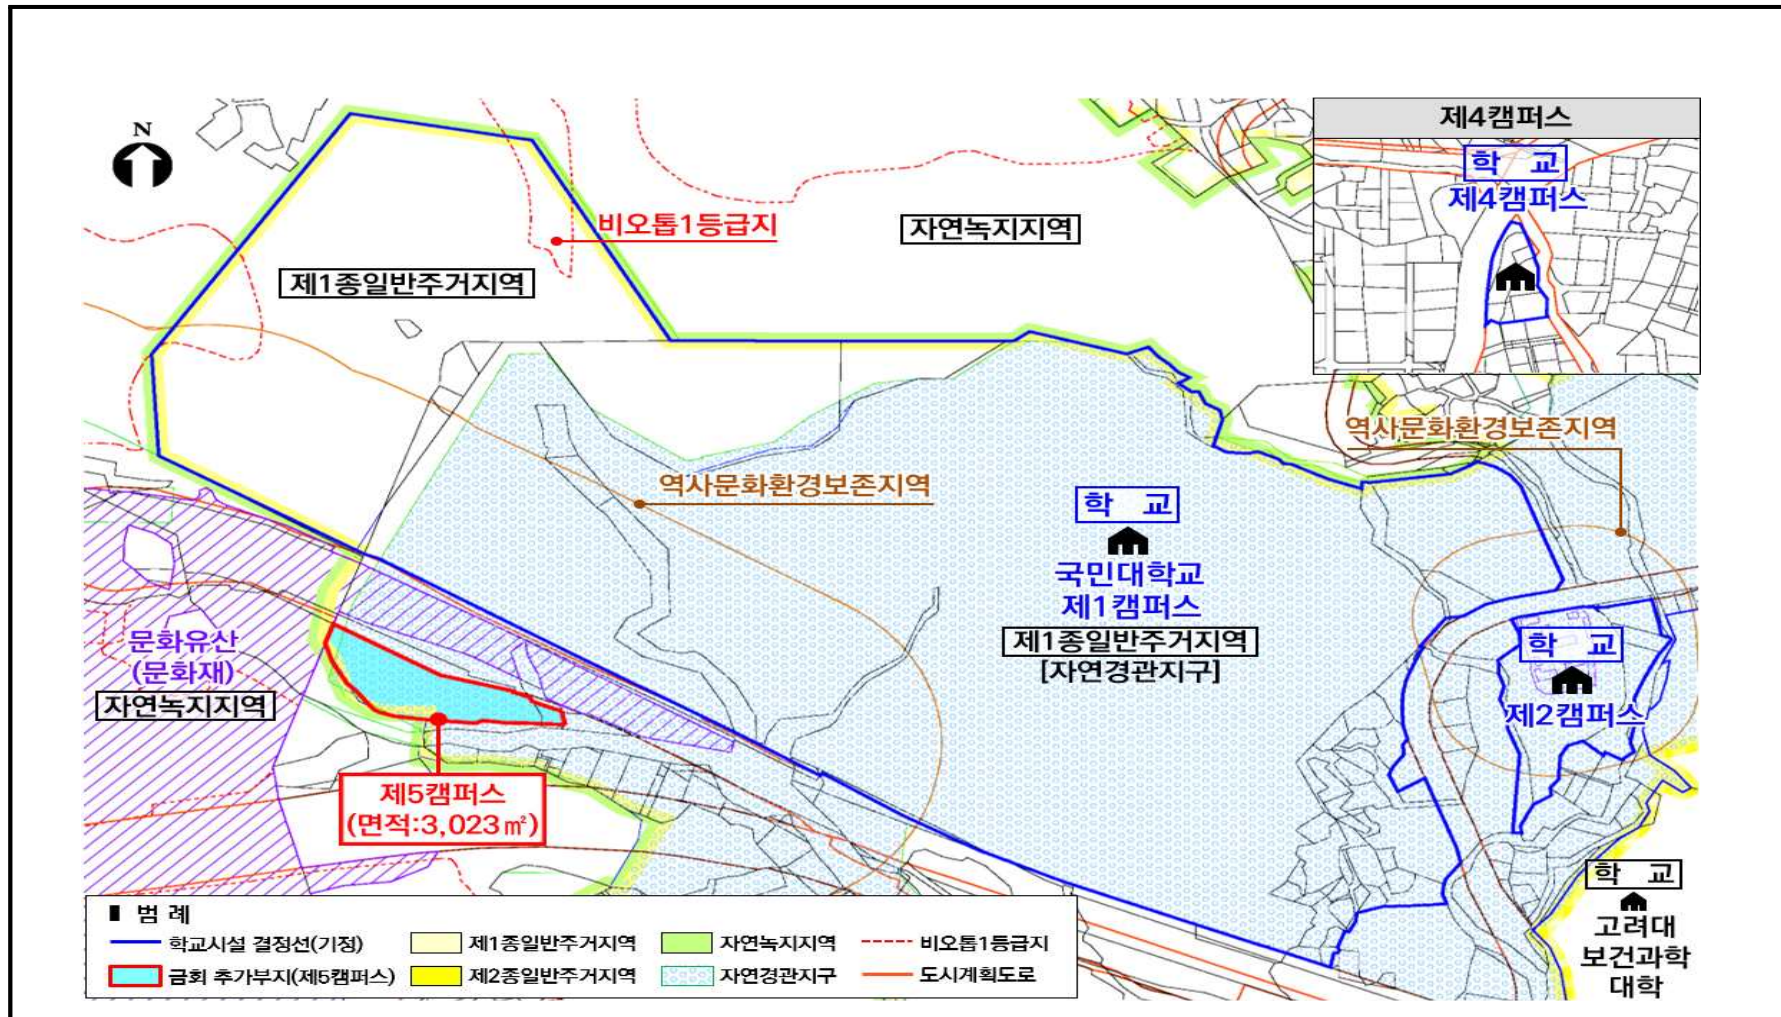 N
비오톱1등급지
자연녹지지역
제1종일반주거지역
제4캠퍼스
학 교
제4캠퍼스
역사문화환경보존지역
역사문화환경보존지역
학 교
국민대학교
제1캠퍼스
제1종일반주거지역
[자연경관지구]
학 교
제2캠퍼스
문화유산
(문화재)
자연녹지지역
제5캠퍼스
(면적:3,023㎡)
학 교
고려대
보건과학
대학
범 례
학교시설 결정선(기정)
제1종일반주거지역
자연녹지지역
비오톱1등급지
금회 추가부지(제5캠퍼스)
제2종일반주거지역
자연경관지구
도시계획도로